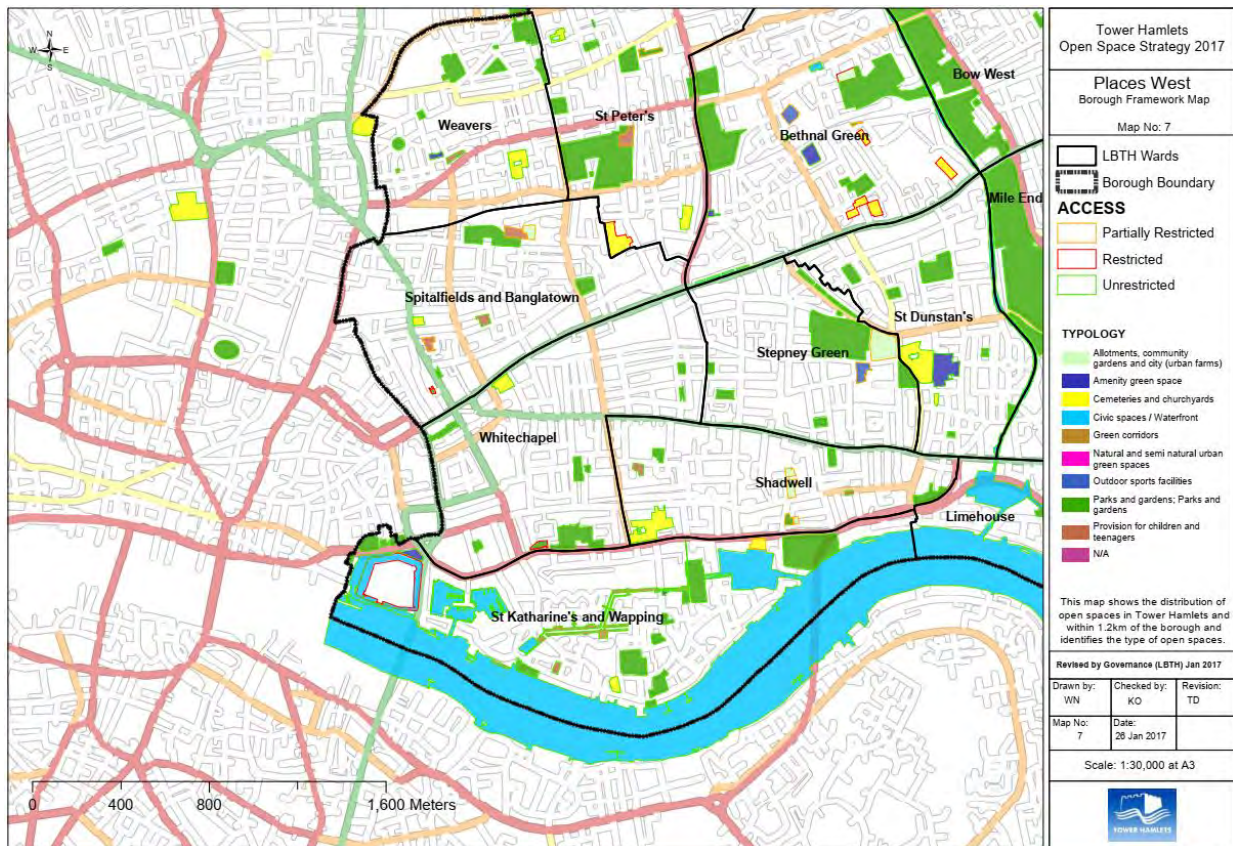 N
W E
S
Weavers
St Peter's
Bethnal Green
Bow West
Mile End
Spitalfields and Banglatown
St Dunstan's
Stepney Green
Whitechapel
Shadwell
Limehouse
St Katharine's and Wapping
0 400 800 1,600 Meters
Tower Hamlets
Open Space Strategy 2017
Places West
Borough Framework Map
Map No: 7
LBTH Wards
Borough Boundary
ACCESS
Partially Restricted
Restricted
Unrestricted
TYPOLOGY
Allotments, community
gardens and city (urban farms)
Amenity green space
Cemeteries and churchyards
Civic spaces / Waterfront
Green corridors
Natural and semi natural urban
green spaces
Outdoor sports facilities
Parks and gardens; Parks and
gardens
Provision for children and
teenagers
N/A
This map shows the distribution of
open spaces in Tower Hamlets and
within 1.2km of the borough and
identifies the type of open spaces.
Revised by Governance (LBTH) Jan 2017
Drawn by: Checked by: Revision:
WN KO TD
Map No: Date:
7 26 Jan 2017
Scale: 1:30,000 at A3
TOWER HAMLETS